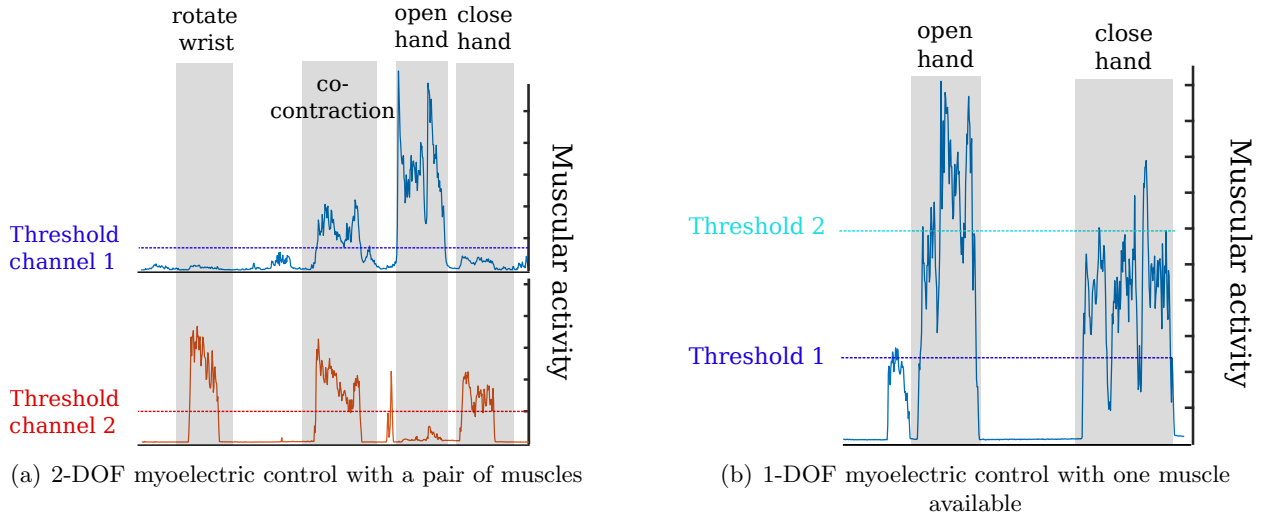 rotate
wrist
co-
contraction
open
hand
close
hand
Threshold
channel 1
Threshold
channel 2
Muscular activity
(a) 2-DOF myoelectric control with a pair of muscles
open
hand
close
hand
Threshold 2
Threshold 1
Muscular activity
(b) 1-DOF myoelectric control with one muscle
available